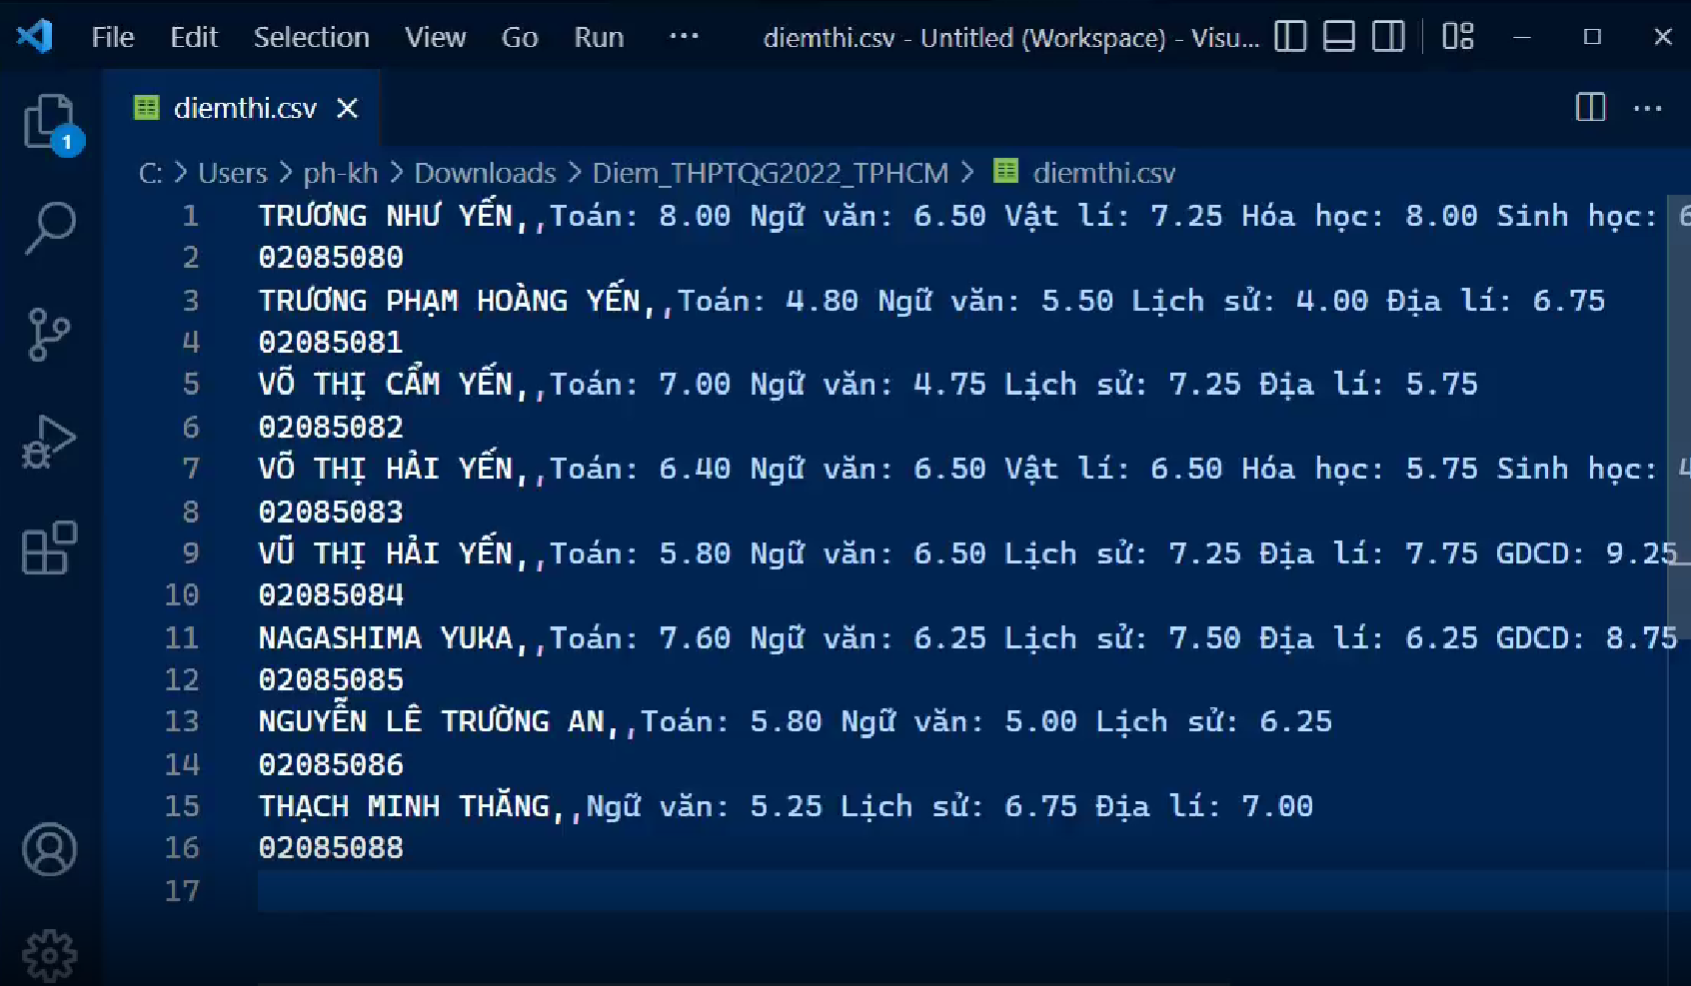 File Edit Selection View Go Run ··· diemthi.csv - Untitled (Workspace) - Visu...
diemthi.csv
1
C: > Users > ph-kh > Downloads > Diem_THPTQG2022_TPHCM > diemthi.csv
1 TRƯƠNG NHƯ YẾN,,Toán: 8.00 Ngữ văn: 6.50 Vật lí: 7.25 Hóa học: 8.00 Sinh học: 6
2 02085080
3 TRƯƠNG PHẠM HOÀNG YẾN,,Toán: 4.80 Ngữ văn: 5.50 Lịch sử: 4.00 Địa lí: 6.75
4 02085081
5 VÕ THỊ CẨM YẾN,,Toán: 7.00 Ngữ văn: 4.75 Lịch sử: 7.25 Địa lí: 5.75
6 02085082
7 VÕ THỊ HẢI YẾN,,Toán: 6.40 Ngữ văn: 6.50 Vật lí: 6.50 Hóa học: 5.75 Sinh học: 4
8 02085083
9 VŨ THỊ HẢI YẾN,,Toán: 5.80 Ngữ văn: 6.50 Lịch sử: 7.25 Địa lí: 7.75 GDCD: 9.25
10 02085084
11 NAGASHIMA YUKA,,Toán: 7.60 Ngữ văn: 6.25 Lịch sử: 7.50 Địa lí: 6.25 GDCD: 8.75
12 02085085
13 NGUYỄN LÊ TRƯỜNG AN,,Toán: 5.80 Ngữ văn: 5.00 Lịch sử: 6.25
14 02085086
15 THẠCH MINH THĂNG,,Ngữ văn: 5.25 Lịch sử: 6.75 Địa lí: 7.00
16 02085088
17